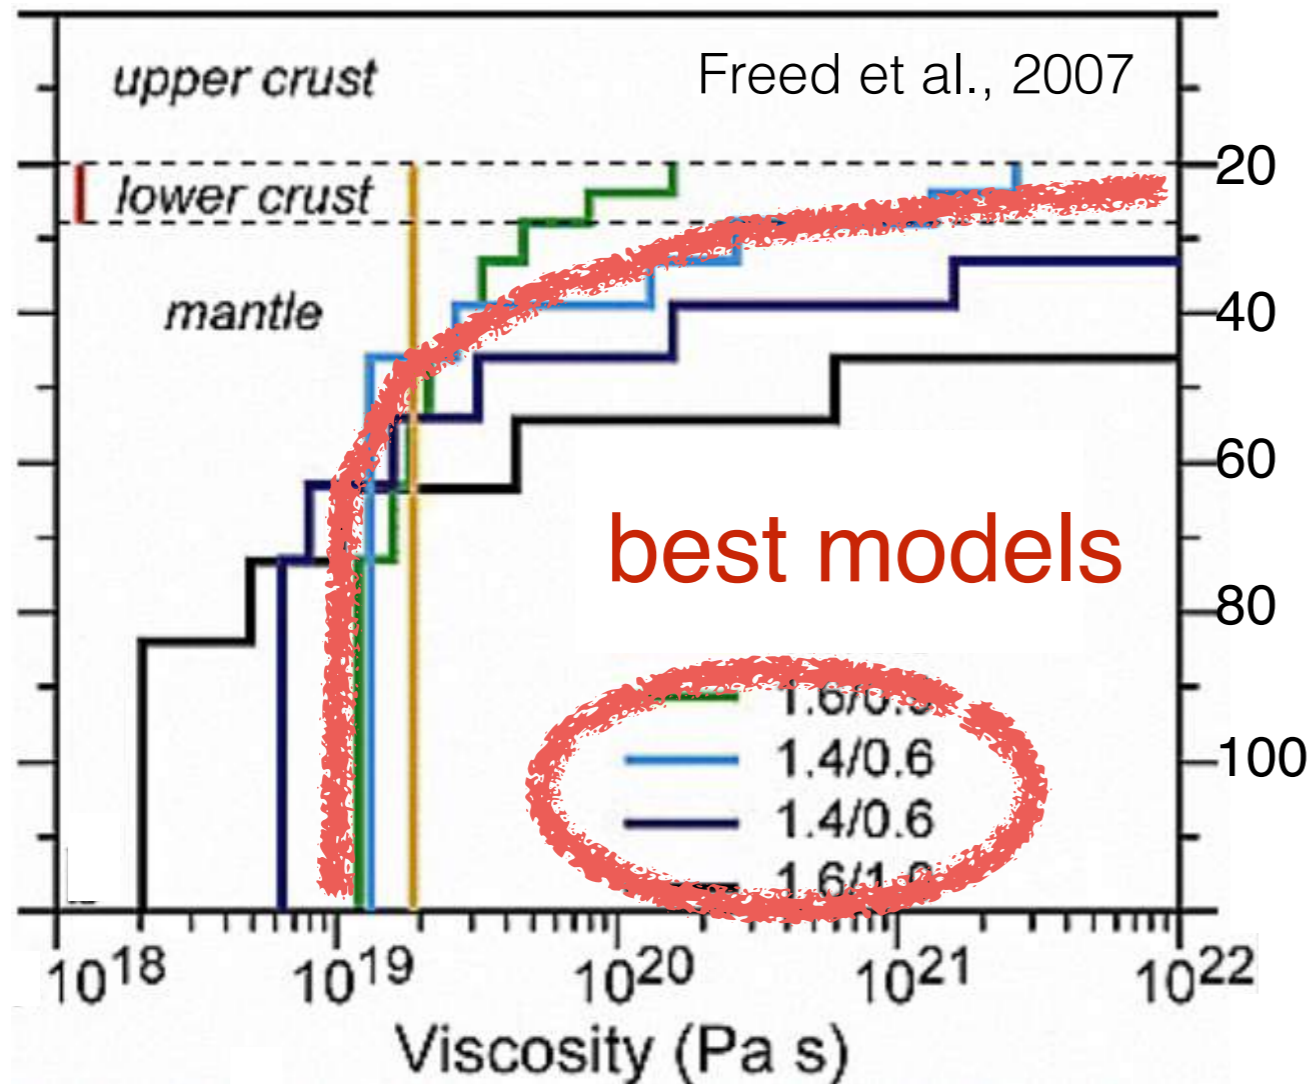 upper crust
Freed et al., 2007
20
lower crust
mantle
40
60
best models
80
1.4/0.6
100
1.4/0.6
10^18 10^19 10^20 10^21 10^22
Viscosity (Pa s)